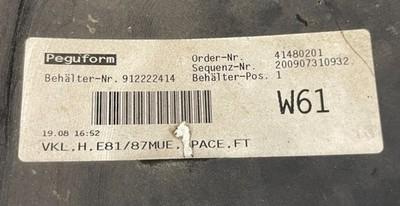 Peguform
Order-Nr. 41480201
Sequenz-Nr. 200907310932
Behälter-Nr. 912222414 Behälter-Pos. 1
W61
19.08 16:52
VKL.H.E81/87MUE. PACE.FT